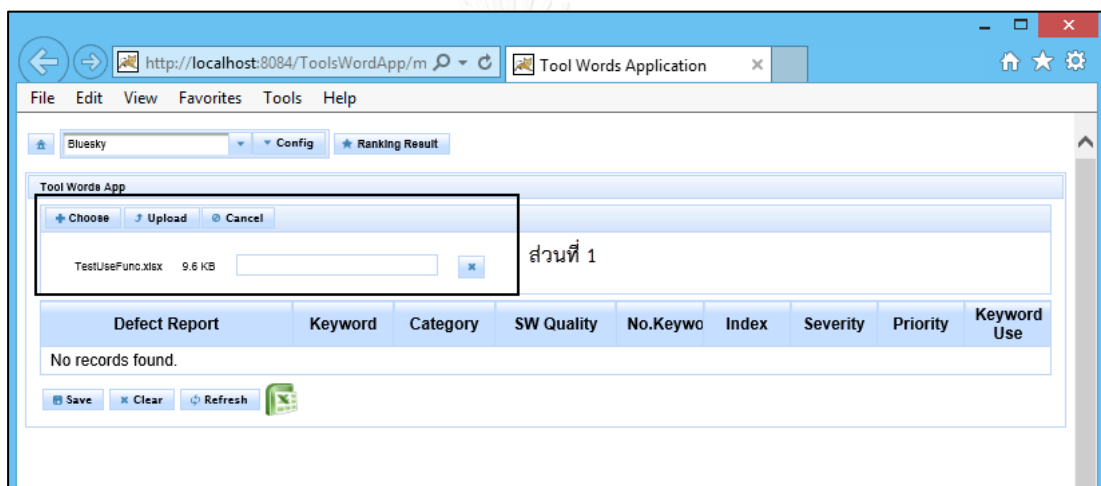 http://localhost:8084/ToolsWordApp/m
Tool Words Application
File Edit View Favorites Tools Help
Bluesky Config Ranking Result
Tool Words App
Choose Upload Cancel
TestUseFunc.xlsx 9.6 KB
ส่วนที่ 1
Defect Report Keyword Category SW Quality No.Keywo Index Severity Priority Keyword Use
No records found.
Save Clear Refresh